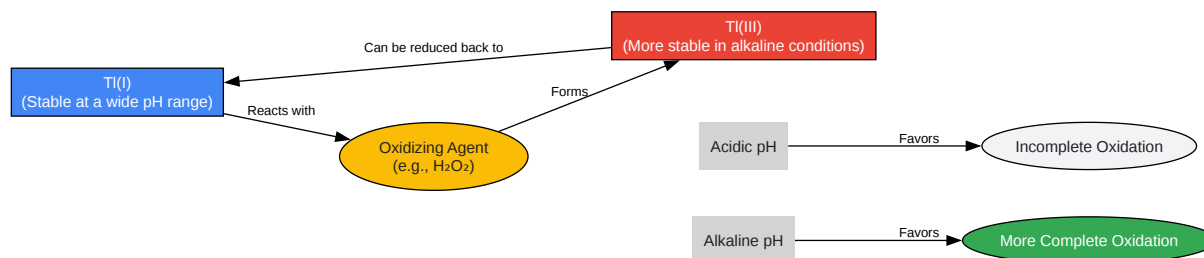 Tl(III)
(More stable in alkaline conditions)
Can be reduced back to
Tl(I)
(Stable at a wide pH range)
Reacts with
Forms
Oxidizing Agent
(e.g., H₂O₂)
Acidic pH
Favors
Incomplete Oxidation
Alkaline pH
Favors
More Complete Oxidation